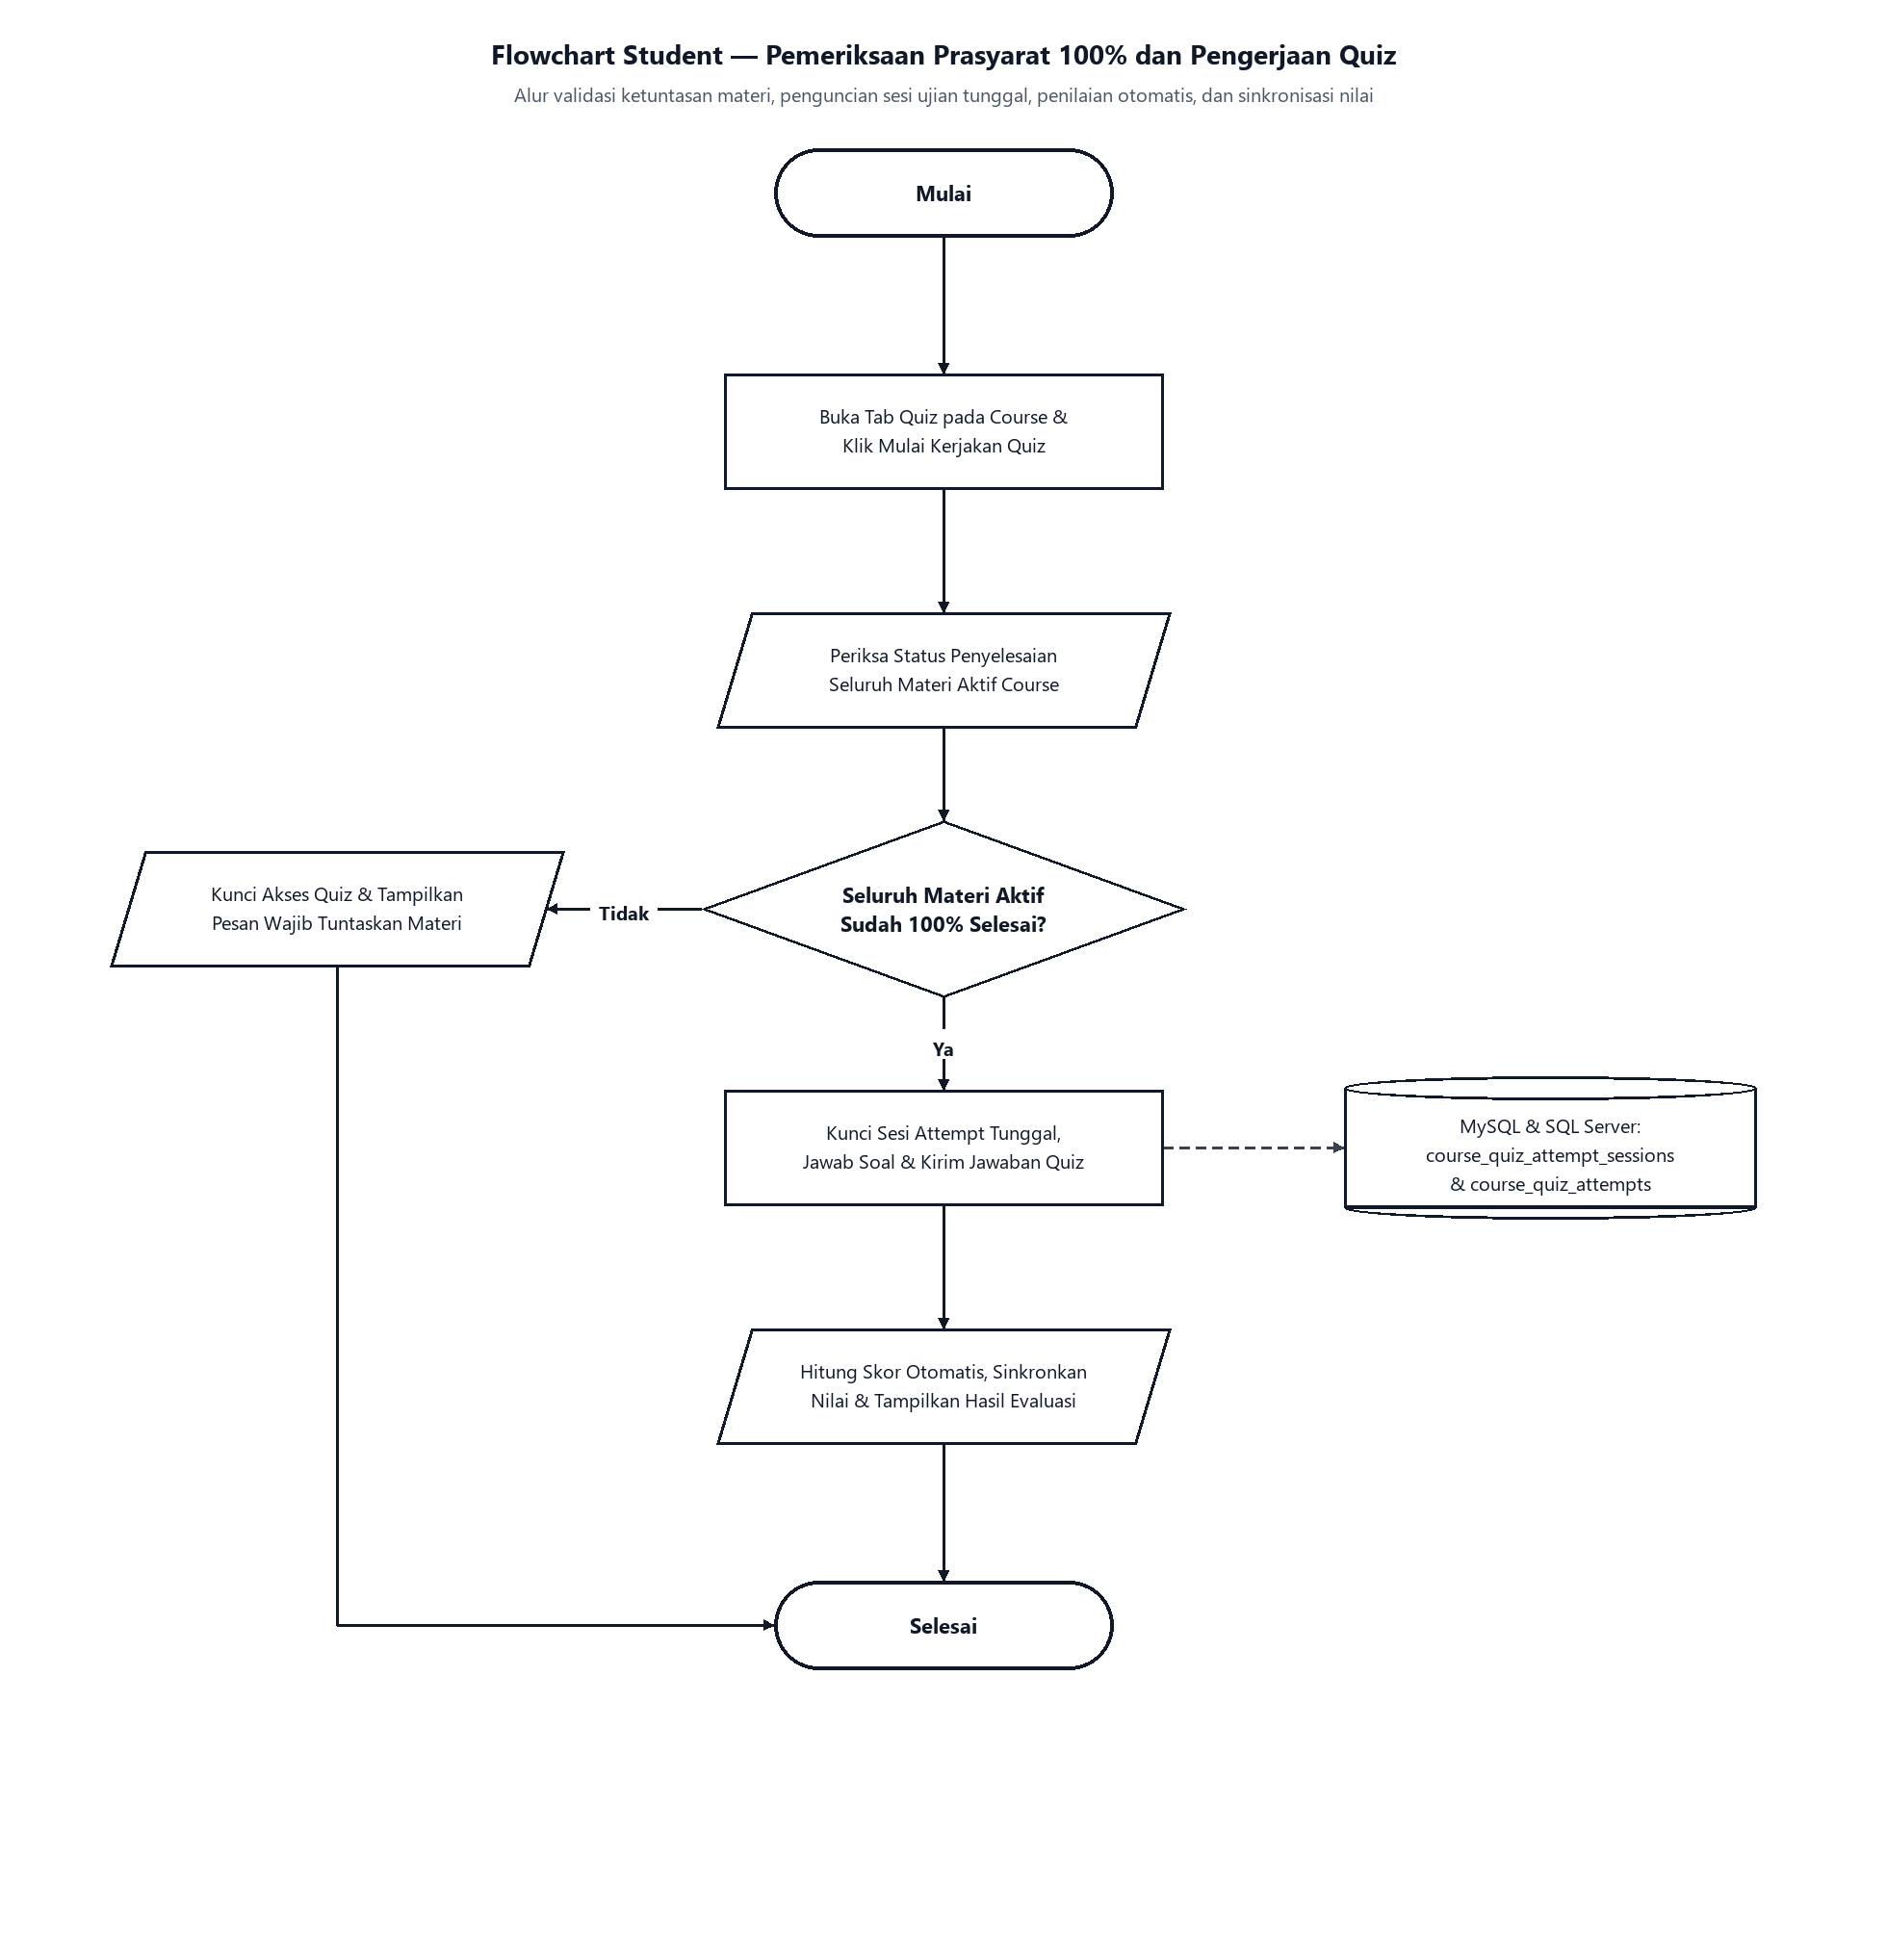 Flowchart Student — Pemeriksaan Prasyarat 100% dan Pengerjaan Quiz
Alur validasi ketuntasan materi, penguncian sesi ujian tunggal, penilaian otomatis, dan sinkronisasi nilai
Mulai
Buka Tab Quiz pada Course &
Klik Mulai Kerjakan Quiz
Periksa Status Penyelesaian
Seluruh Materi Aktif Course
Seluruh Materi Aktif
Sudah 100% Selesai?
Tidak
Kunci Akses Quiz & Tampilkan
Pesan Wajib Tuntaskan Materi
Ya
Kunci Sesi Attempt Tunggal,
Jawab Soal & Kirim Jawaban Quiz
MySQL & SQL Server:
course_quiz_attempt_sessions
& course_quiz_attempts
Hitung Skor Otomatis, Sinkronkan
Nilai & Tampilkan Hasil Evaluasi
Selesai